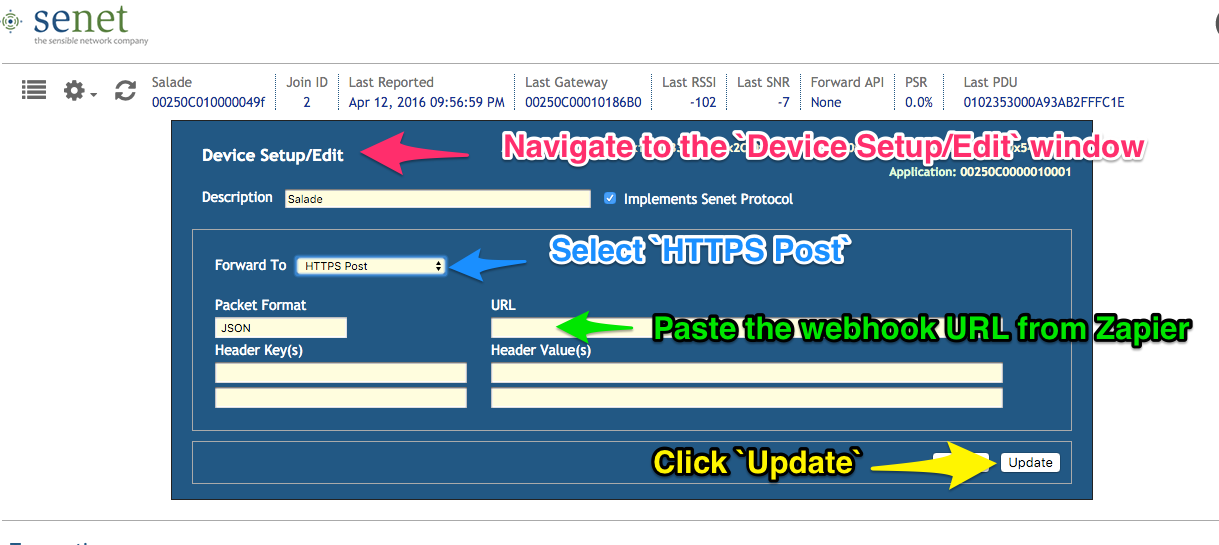 senet
the sensible network company
Salade Join ID Last Reported Last Gateway Last RSSI Last SNR Forward API PSR Last PDU
00250C010000049f 2 Apr 12, 2016 09:56:59 PM 00250C00010186B0 -102 -7 None 0.0% 0102353000A93AB2FFFC1E
Device Setup/Edit Navigate to the `Device Setup/Edit` window
Application: 00250C0000010001
Description Salade Implements Senet Protocol
Select `HTTPS Post`
Forward To HTTPS Post
Packet Format URL
JSON Paste the webhook URL from Zapier
Header Key(s) Header Value(s)
Click `Update` Update